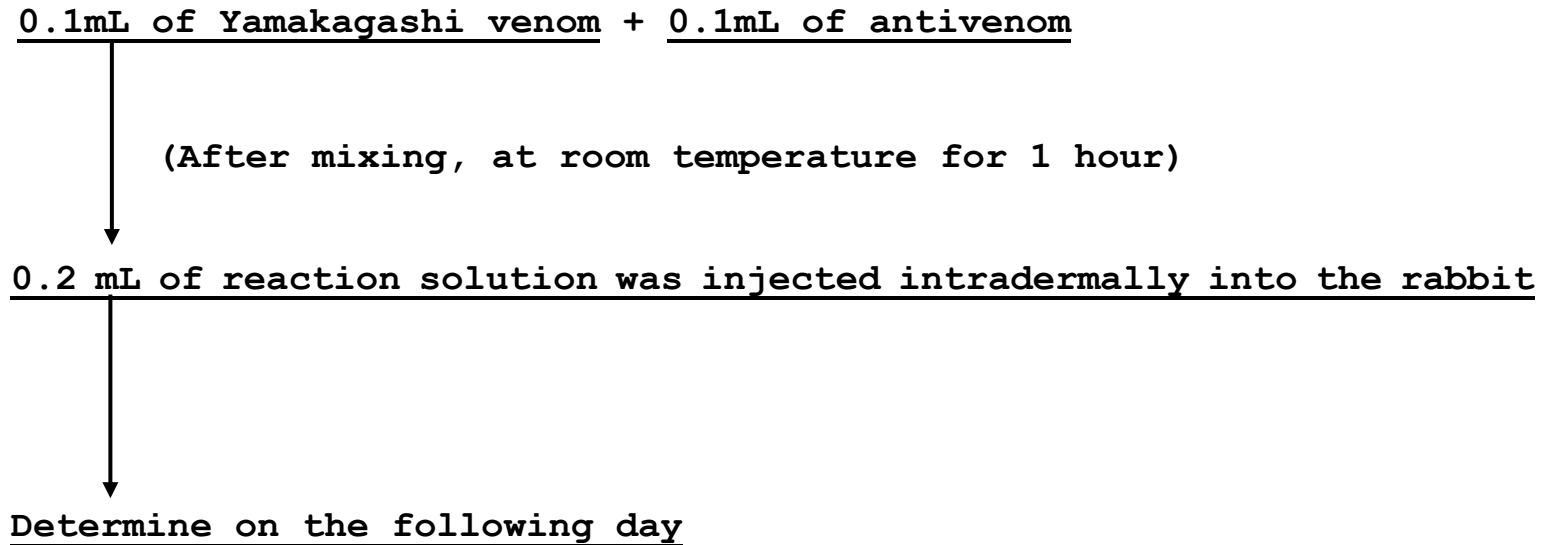 0.1mL of Yamakagashi venom + 0.1mL of antivenom
(After mixing, at room temperature for 1 hour)
0.2 mL of reaction solution was injected intradermally into the rabbit
Determine on the following day